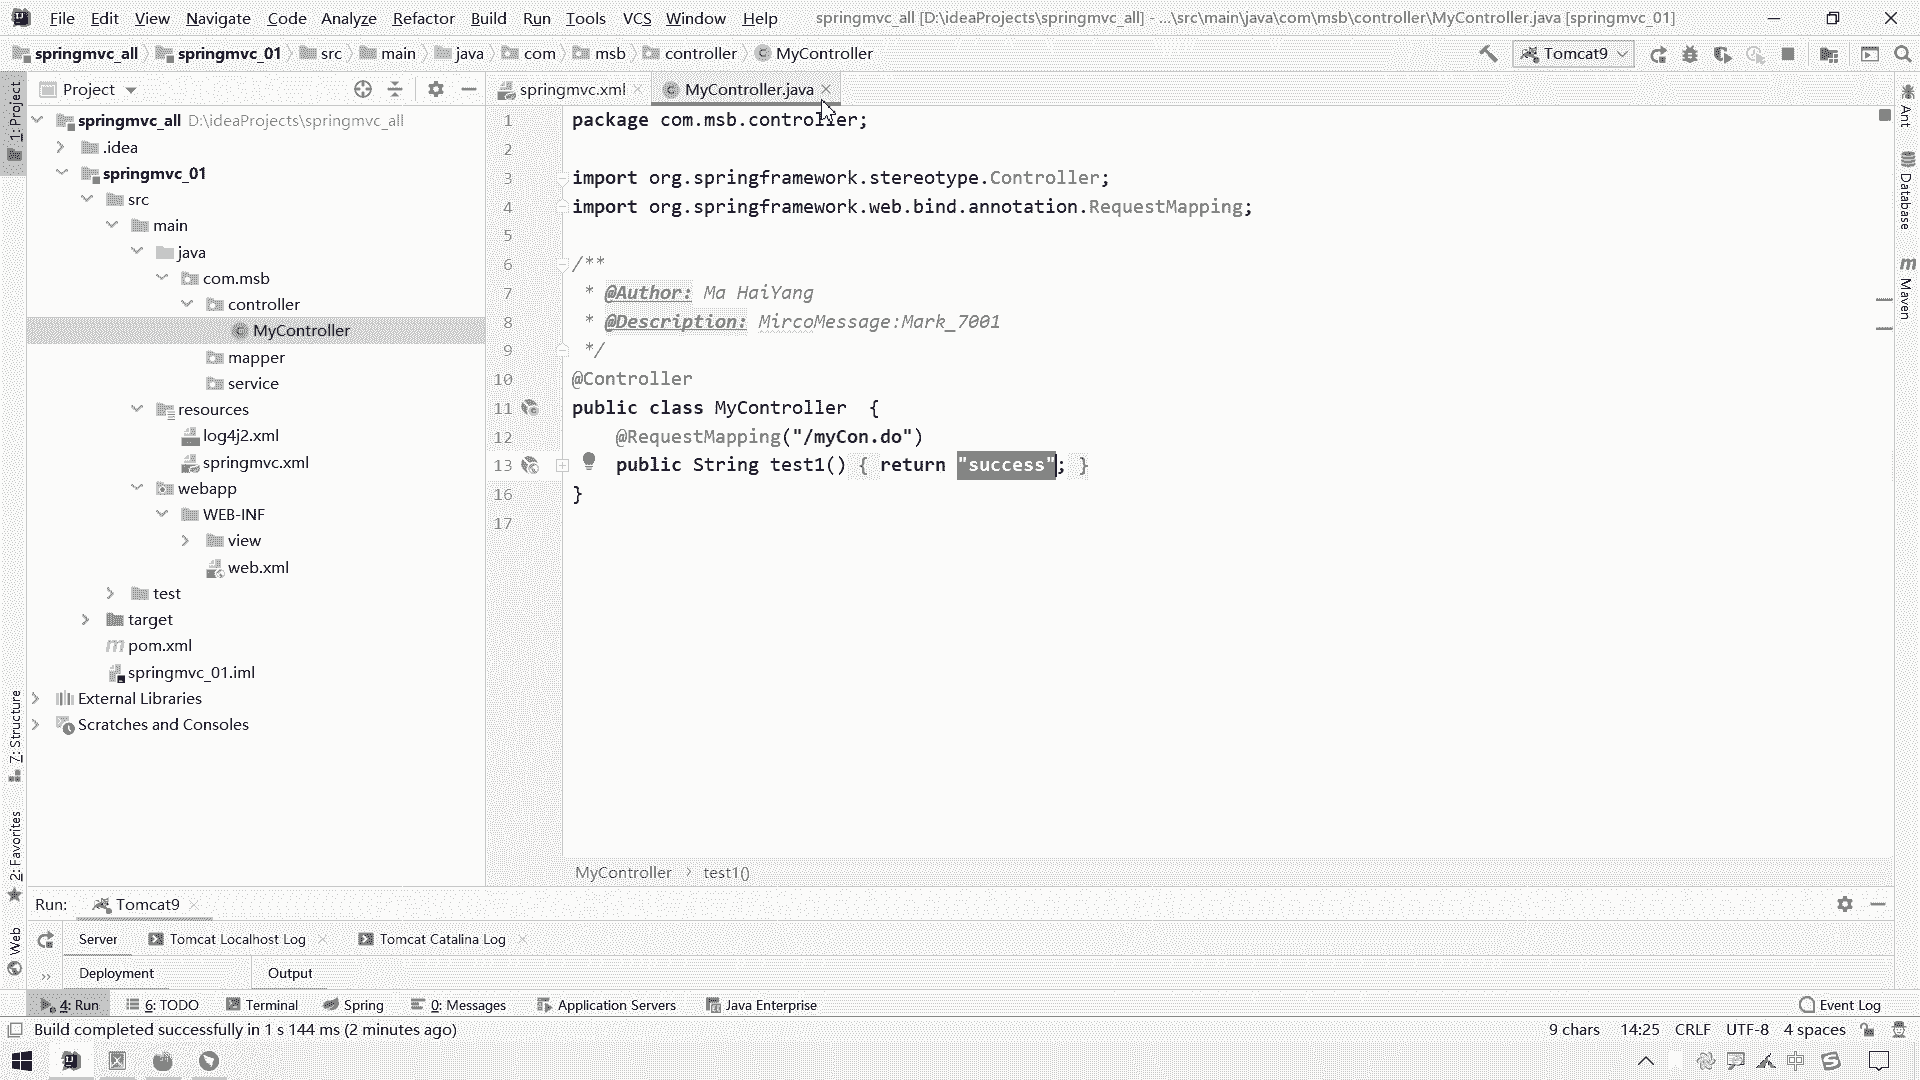 File Edit View Navigate Code Analyze Refactor Build Run Tools VCS Window Help springmvc_all [D:\ideaProjects\springmvc_all] - ...\src\main\java\com\msb\controller\MyController.java [springmvc_01]
springmvc_all springmvc_01 src main java com msb controller MyController Tomcat9
1: Project
Project
springmvc.xml MyController.java
springmvc_all D:\ideaProjects\springmvc_all
.idea
springmvc_01
src
main
java
com.msb
controller
MyController
mapper
service
resources
log4j2.xml
springmvc.xml
webapp
WEB-INF
view
web.xml
test
target
pom.xml
springmvc_01.iml
External Libraries
Scratches and Consoles
1 package com.msb.controller;
2
3 import org.springframework.stereotype.Controller;
4 import org.springframework.web.bind.annotation.RequestMapping;
5
6 /**
7 * @Author: Ma HaiYang
8 * @Description: MircoMessage:Mark_7001
9 */
10 @Controller
11 public class MyController {
12 @RequestMapping("/myCon.do")
13 public String test1() { return "success"; }
16 }
17
MyController › test1()
Ant
Database
Maven
7: Structure
2: Favorites
Web
Run: Tomcat9
Server Tomcat Localhost Log Tomcat Catalina Log
Deployment Output
4: Run 6: TODO Terminal Spring 0: Messages Application Servers Java Enterprise Event Log
Build completed successfully in 1 s 144 ms (2 minutes ago) 9 chars 14:25 CRLF UTF-8 4 spaces
中